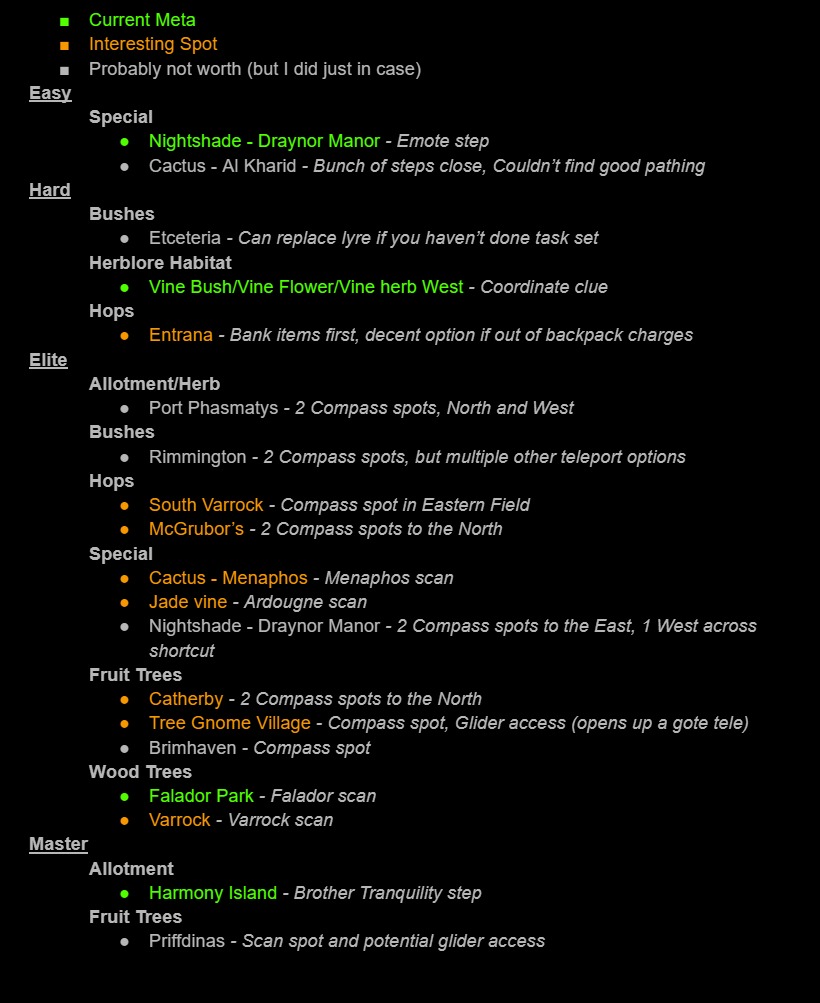 ■ Current Meta
■ Interesting Spot
■ Probably not worth (but I did just in case)
Easy
Special
● Nightshade - Draynor Manor - Emote step
● Cactus - Al Kharid - Bunch of steps close, Couldn't find good pathing
Hard
Bushes
● Etceteria - Can replace lyre if you haven't done task set
Herblore Habitat
● Vine Bush/Vine Flower/Vine herb West - Coordinate clue
Hops
● Entrana - Bank items first, decent option if out of backpack charges
Elite
Allotment/Herb
● Port Phasmatys - 2 Compass spots, North and West
Bushes
● Rimmington - 2 Compass spots, but multiple other teleport options
Hops
● South Varrock - Compass spot in Eastern Field
● McGrubor's - 2 Compass spots to the North
Special
● Cactus - Menaphos - Menaphos scan
● Jade vine - Ardougne scan
● Nightshade - Draynor Manor - 2 Compass spots to the East, 1 West across
shortcut
Fruit Trees
● Catherby - 2 Compass spots to the North
● Tree Gnome Village - Compass spot, Glider access (opens up a gote tele)
● Brimhaven - Compass spot
Wood Trees
● Falador Park - Falador scan
● Varrock - Varrock scan
Master
Allotment
● Harmony Island - Brother Tranquility step
Fruit Trees
● Priffdinas - Scan spot and potential glider access